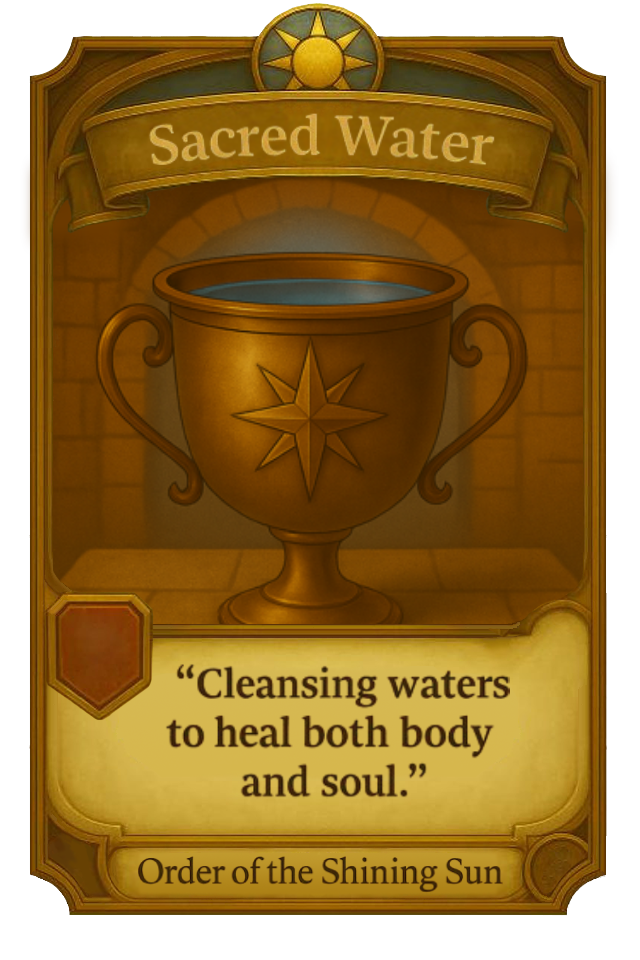 Sacred Water
“Cleansing waters
to heal both body
and soul.”
Order of the Shining Sun